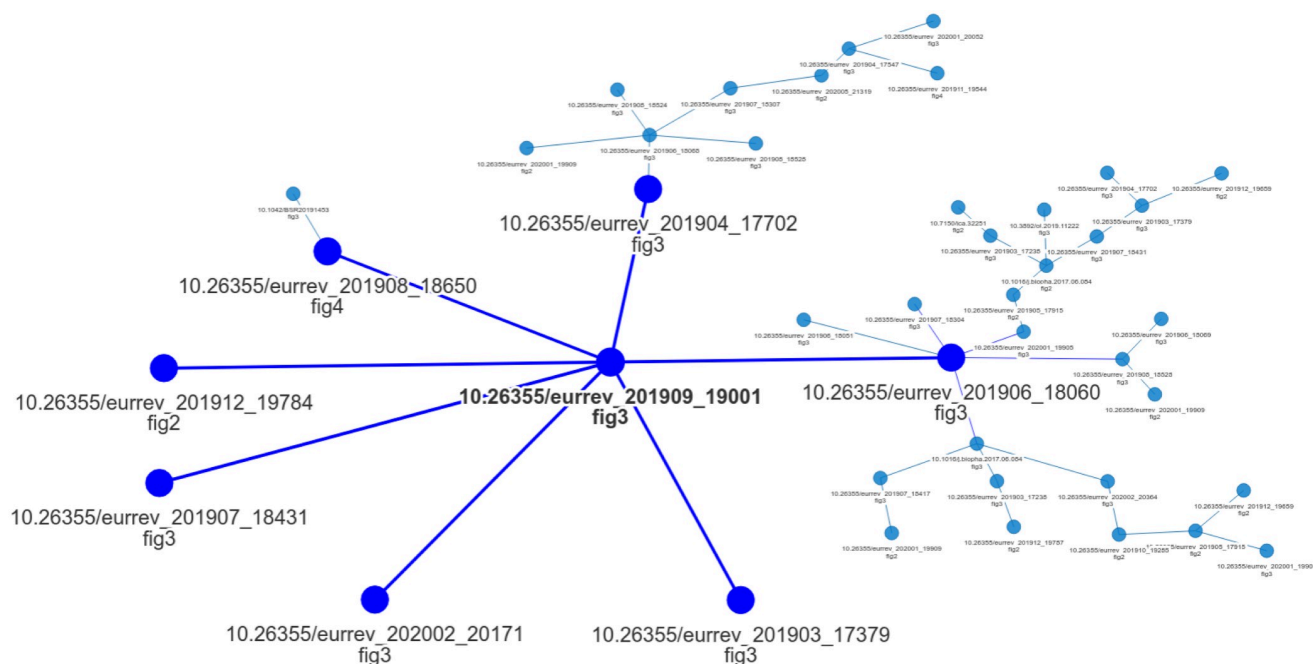 10.26355/eurrev_202001_20052
fig3
10.26355/eurrev_201904_17547
fig3
10.26355/eurrev_201911_19544
fig4
10.26355/eurrev_202005_21319
fig2
10.26355/eurrev_201907_15307
fig3
10.26355/eurrev_201908_18524
fig3
10.26355/eurrev_201906_18068
fig3
10.26355/eurrev_202001_19909
fig2
10.26355/eurrev_201908_18528
fig3
10.26355/eurrev_201904_17702
fig3
10.1042/BSR20191453
fig3
10.26355/eurrev_201908_18650
fig4
10.26355/eurrev_201904_17702
fig3
10.26355/eurrev_201912_19659
fig2
10.26355/eurrev_201903_17379
fig3
10.7150/ica.32251
fig2
10.3892/ol.2019.11222
fig3
10.26355/eurrev_201903_17238
fig3
10.26355/eurrev_201907_18431
fig3
10.1016/j.biopha.2017.06.084
fig2
10.26355/eurrev_201905_17915
fig2
10.26355/eurrev_201907_18304
fig3
10.26355/eurrev_201906_18051
fig3
10.26355/eurrev_202001_19905
fig3
10.26355/eurrev_201906_18069
fig3
10.26355/eurrev_201908_18528
fig3
10.26355/eurrev_202001_19909
fig2
10.26355/eurrev_201912_19784
fig2
10.26355/eurrev_201909_19001
fig3
10.26355/eurrev_201906_18060
fig3
10.26355/eurrev_201907_18431
fig3
10.1016/j.biopha.2017.06.084
fig3
10.26355/eurrev_201907_18417
fig3
10.26355/eurrev_201903_17238
fig3
10.26355/eurrev_202002_20364
fig3
10.26355/eurrev_201912_19659
fig2
10.26355/eurrev_202001_19909
fig2
10.26355/eurrev_201912_19787
fig2
10.26355/eurrev_201910_19285
fig2
fig2
10.26355/eurrev_202001_1990
fig3
10.26355/eurrev_202002_20171
fig3
10.26355/eurrev_201903_17379
fig3